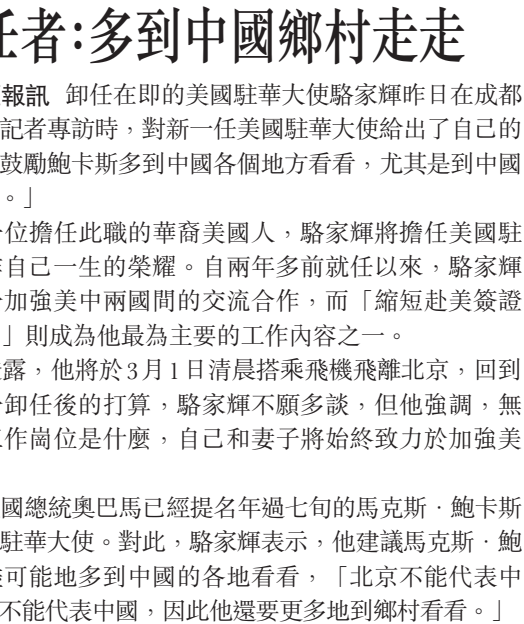 者：多到中國鄉村走走
報訊 卸任在即的美國駐華大使駱家輝昨日在成都
記者專訪時，對新一任美國駐華大使給出了自己的
鼓勵鮑卡斯多到中國各個地方看看，尤其是到中國
。」
位擔任此職的華裔美國人，駱家輝將擔任美國駐
自己一生的榮耀。自兩年多前就任以來，駱家輝
加強美中兩國間的交流合作，而「縮短赴美簽證
」則成為他最為主要的工作內容之一。
露，他將於3月1日清晨搭乘飛機飛離北京，回到
卸任後的打算，駱家輝不願多談，但他強調，無
作崗位是什麼，自己和妻子將始終致力於加強美
國總統奧巴馬已經提名年過七旬的馬克斯．鮑卡斯
駐華大使。對此，駱家輝表示，他建議馬克斯．鮑
可能地多到中國的各地看看，「北京不能代表中
不能代表中國，因此他還要更多地到鄉村看看。」